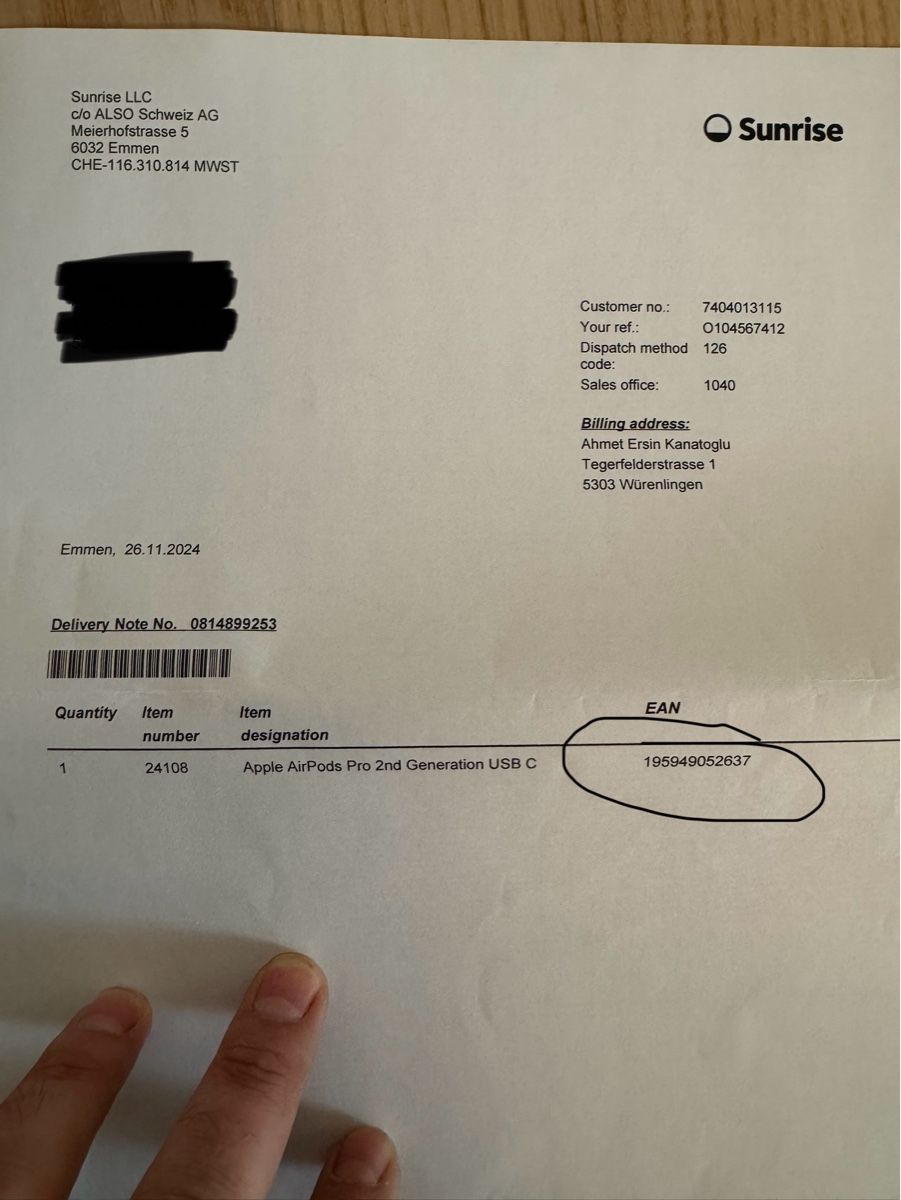 Sunrise LLC
c/o ALSO Schweiz AG
Meierhofstrasse 5
6032 Emmen
CHE-116.310.814 MWST
Sunrise
Customer no.: 7404013115
Your ref.: O104567412
Dispatch method code: 126
Sales office: 1040
Billing address:
Ahmet Ersin Kanatoglu
Tegerfelderstrasse 1
5303 Würenlingen
Emmen, 26.11.2024
Delivery Note No. 0814899253
Quantity Item number Item designation EAN
1 24108 Apple AirPods Pro 2nd Generation USB C 195949052637